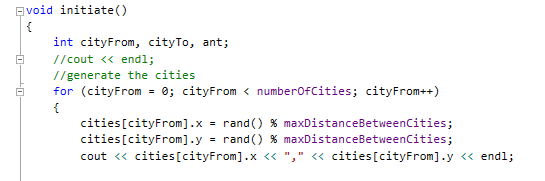 void initiate()
{
    int cityFrom, cityTo, ant;
    //cout << endl;
    //generate the cities
    for (cityFrom = 0; cityFrom < numberOfCities; cityFrom++)
    {
        cities[cityFrom].x = rand() % maxDistanceBetweenCities;
        cities[cityFrom].y = rand() % maxDistanceBetweenCities;
        cout << cities[cityFrom].x << "," << cities[cityFrom].y << endl;